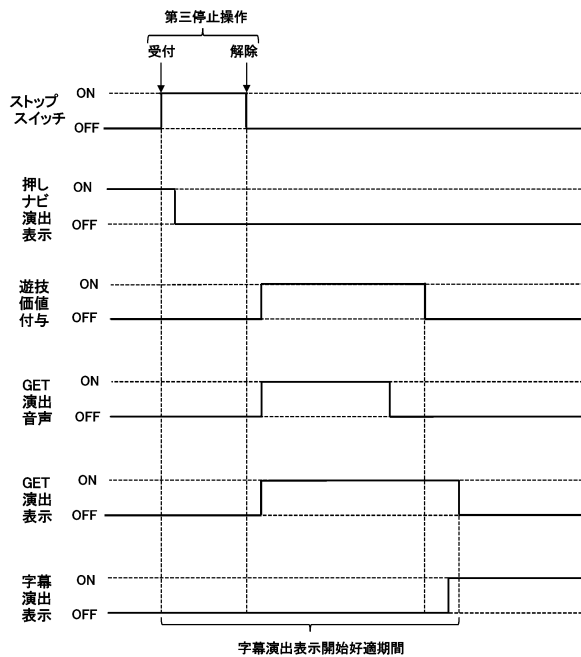 第三停止操作
受付
解除
ストップ
スイッチ
ON
OFF
押し
ナビ
演出
表示
ON
OFF
遊技
価値
付与
ON
OFF
GET
演出
音声
ON
OFF
GET
演出
表示
ON
OFF
字幕
演出
表示
ON
OFF
字幕演出表示開始好適期間